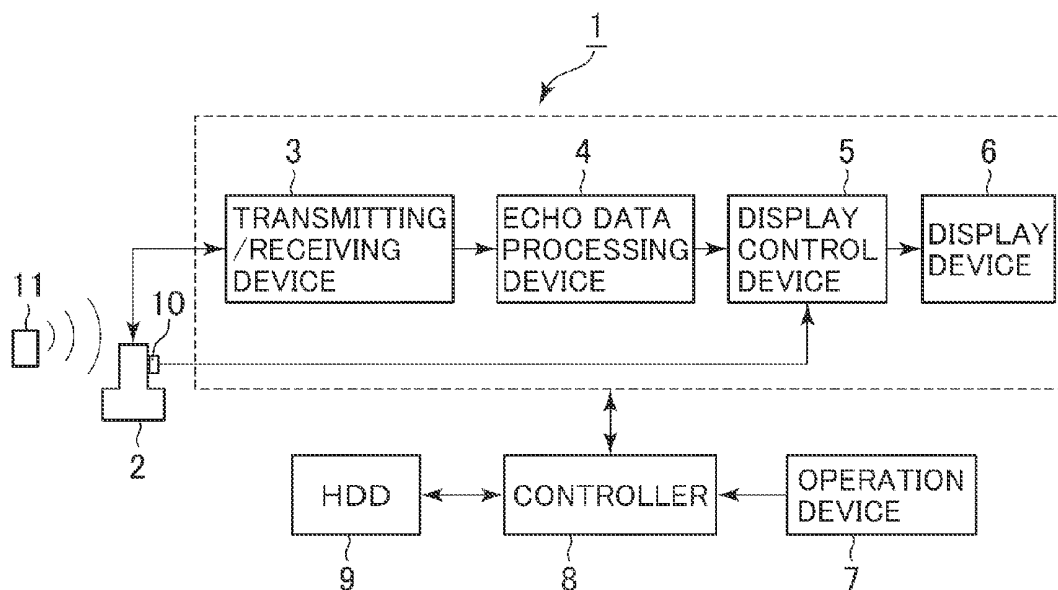 1
3
4
5
6
TRANSMITTING
/RECEIVING
DEVICE
ECHO DATA
PROCESSING
DEVICE
DISPLAY
CONTROL
DEVICE
DISPLAY
DEVICE
11
10
2
HDD
CONTROLLER
OPERATION
DEVICE
9
8
7